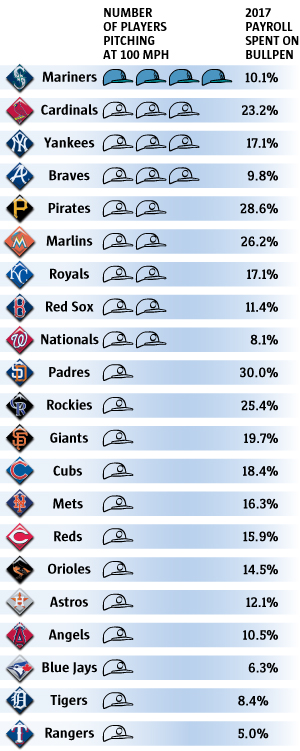 NUMBER
OF PLAYERS
PITCHING
AT 100 MPH
2017
PAYROLL
SPENT ON
BULLPEN
Mariners 10.1%
Cardinals 23.2%
Yankees 17.1%
Braves 9.8%
Pirates 28.6%
Marlins 26.2%
Royals 17.1%
Red Sox 11.4%
Nationals 8.1%
Padres 30.0%
Rockies 25.4%
Giants 19.7%
Cubs 18.4%
Mets 16.3%
Reds 15.9%
Orioles 14.5%
Astros 12.1%
Angels 10.5%
Blue Jays 6.3%
Tigers 8.4%
Rangers 5.0%